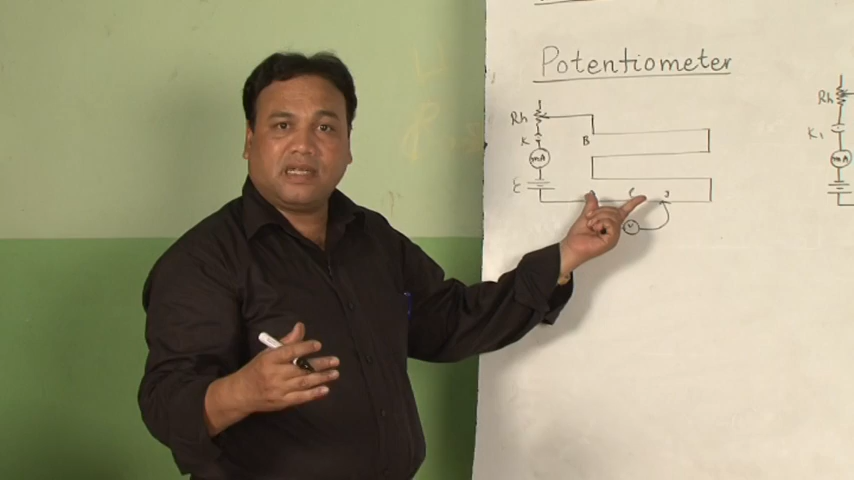 Potentiometer
Rh
Rh
K
B
K₁
mA
mA
Ɛ
J
V